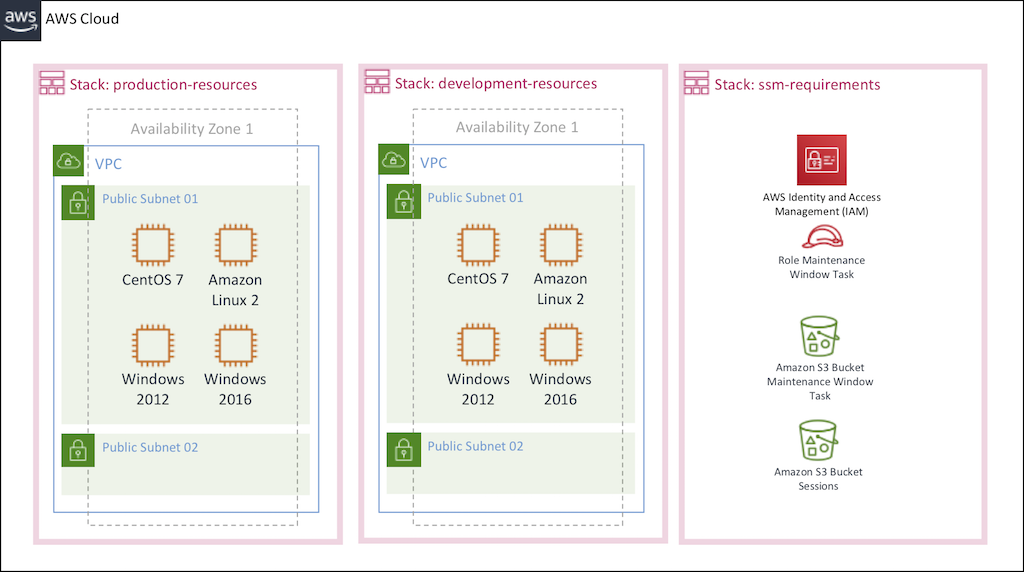 aws
AWS Cloud
Stack: production-resources
Availability Zone 1
VPC
Public Subnet 01
CentOS 7
Amazon
Linux 2
Windows
2012
Windows
2016
Public Subnet 02
Stack: development-resources
Availability Zone 1
VPC
Public Subnet 01
CentOS 7
Amazon
Linux 2
Windows
2012
Windows
2016
Public Subnet 02
Stack: ssm-requirements
AWS Identity and Access
Management (IAM)
Role Maintenance
Window Task
Amazon S3 Bucket
Maintenance Window
Task
Amazon S3 Bucket
Sessions